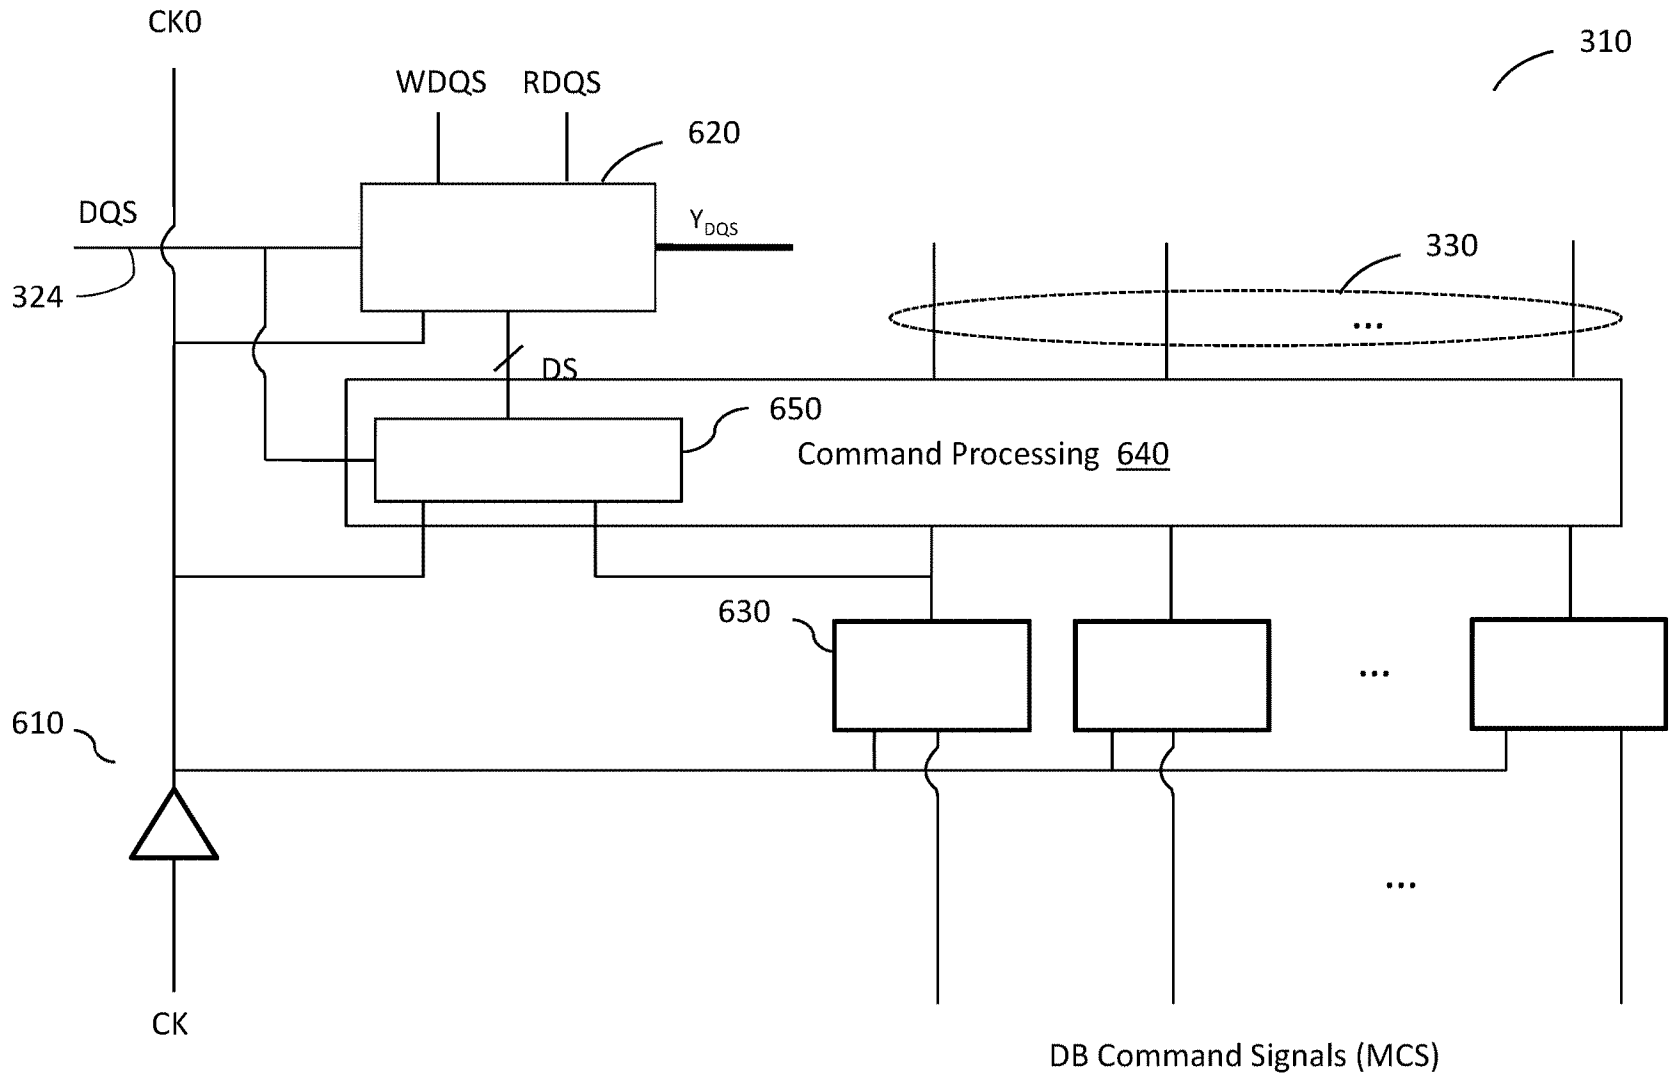 CK0
310
WDQS RDQS
620
DQS
YDQS
330
324
...
DS
650
Command Processing 640
630
...
610
...
CK
DB Command Signals (MCS)